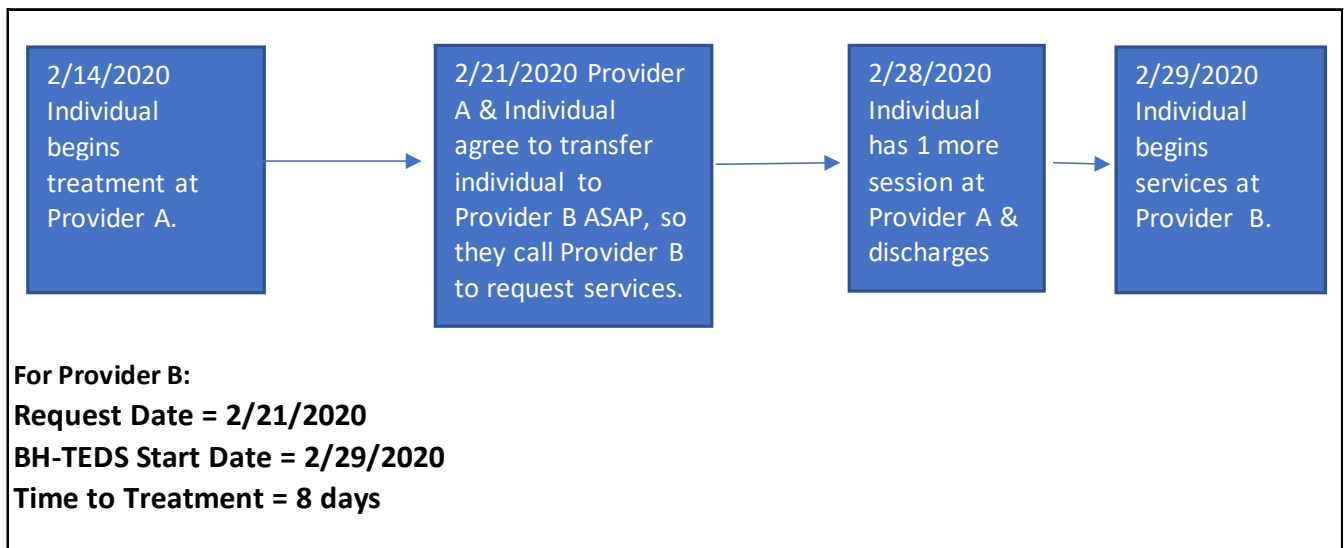 2/14/2020
Individual
begins
treatment at
Provider A.
2/21/2020 Provider
A & Individual
agree to transfer
individual to
Provider B ASAP, so
they call Provider B
to request services.
2/28/2020
Individual
has 1 more
session at
Provider A &
discharges
2/29/2020
Individual
begins
services at
Provider B.
For Provider B:
Request Date = 2/21/2020
BH-TEDS Start Date = 2/29/2020
Time to Treatment = 8 days